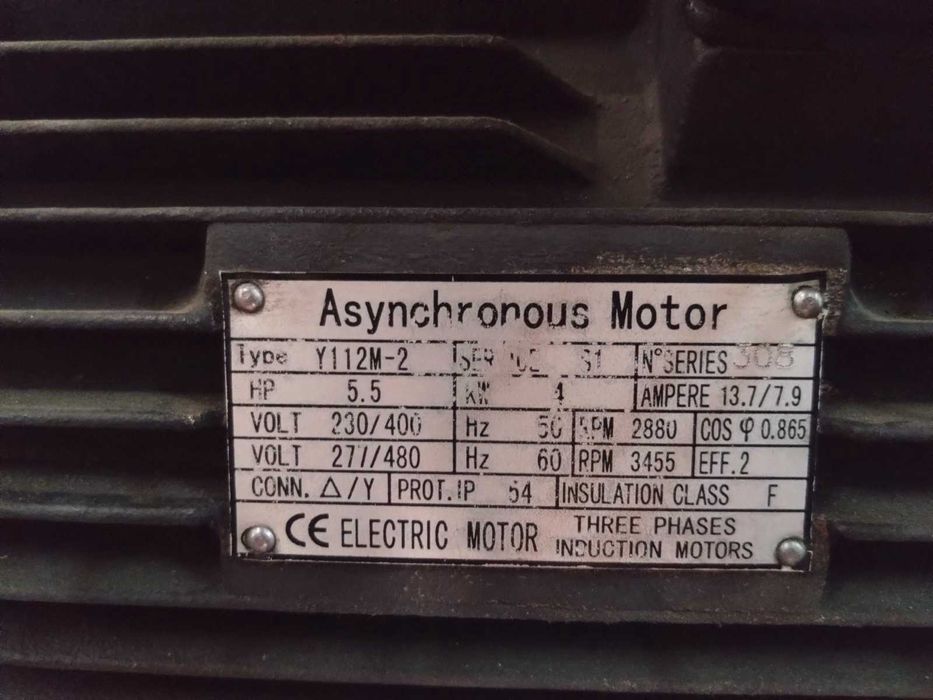 Asynchronous Motor
Type Y112M-2 S1 N°SERIES 308
HP 5.5 KW 4 AMPERE 13.7/7.9
VOLT 230/400 Hz 50 RPM 2880 COS φ 0.865
VOLT 277/480 Hz 60 RPM 3455 EFF.2
CONN. △/Y PROT.IP 54 INSULATION CLASS F
CE ELECTRIC MOTOR THREE PHASES
INDUCTION MOTORS